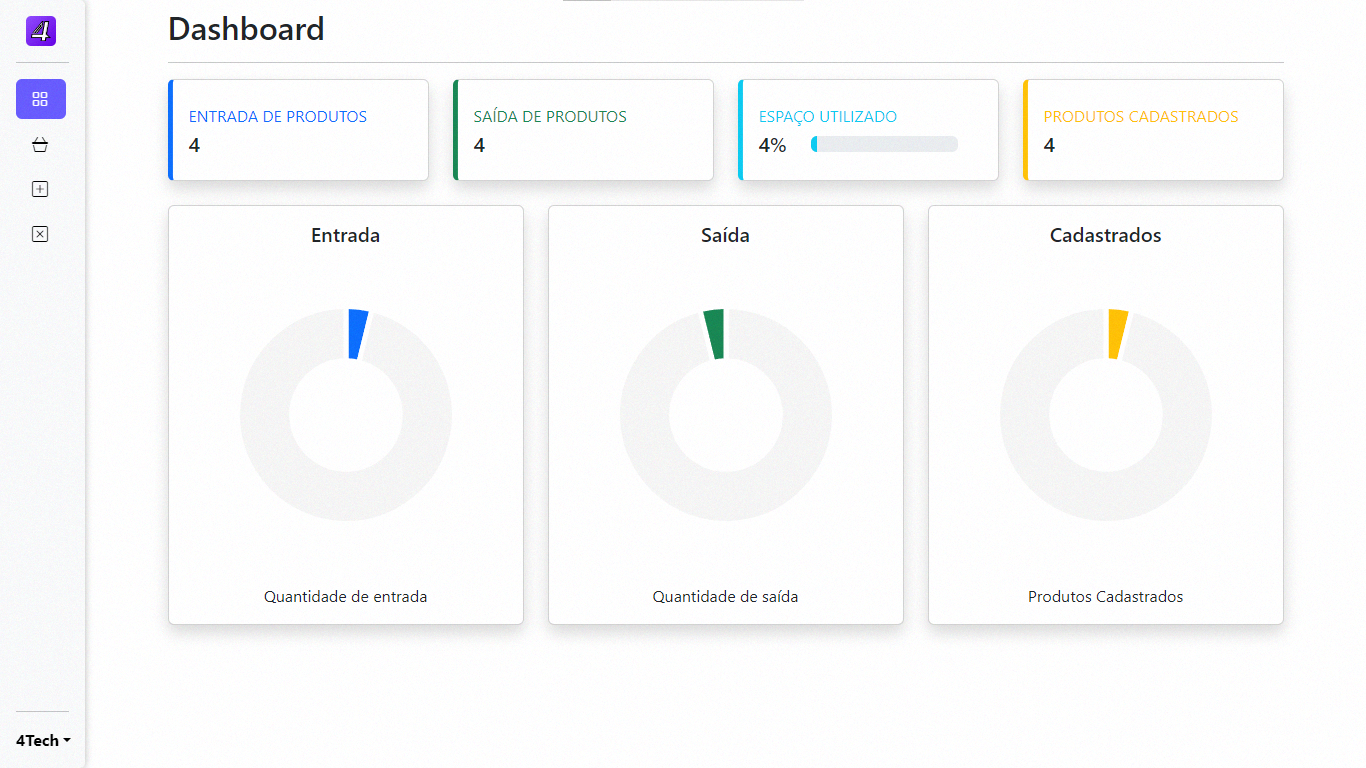 4
Dashboard
ENTRADA DE PRODUTOS
4
SAÍDA DE PRODUTOS
4
ESPAÇO UTILIZADO
4%
PRODUTOS CADASTRADOS
4
Entrada
Quantidade de entrada
Saída
Quantidade de saída
Cadastrados
Produtos Cadastrados
4Tech